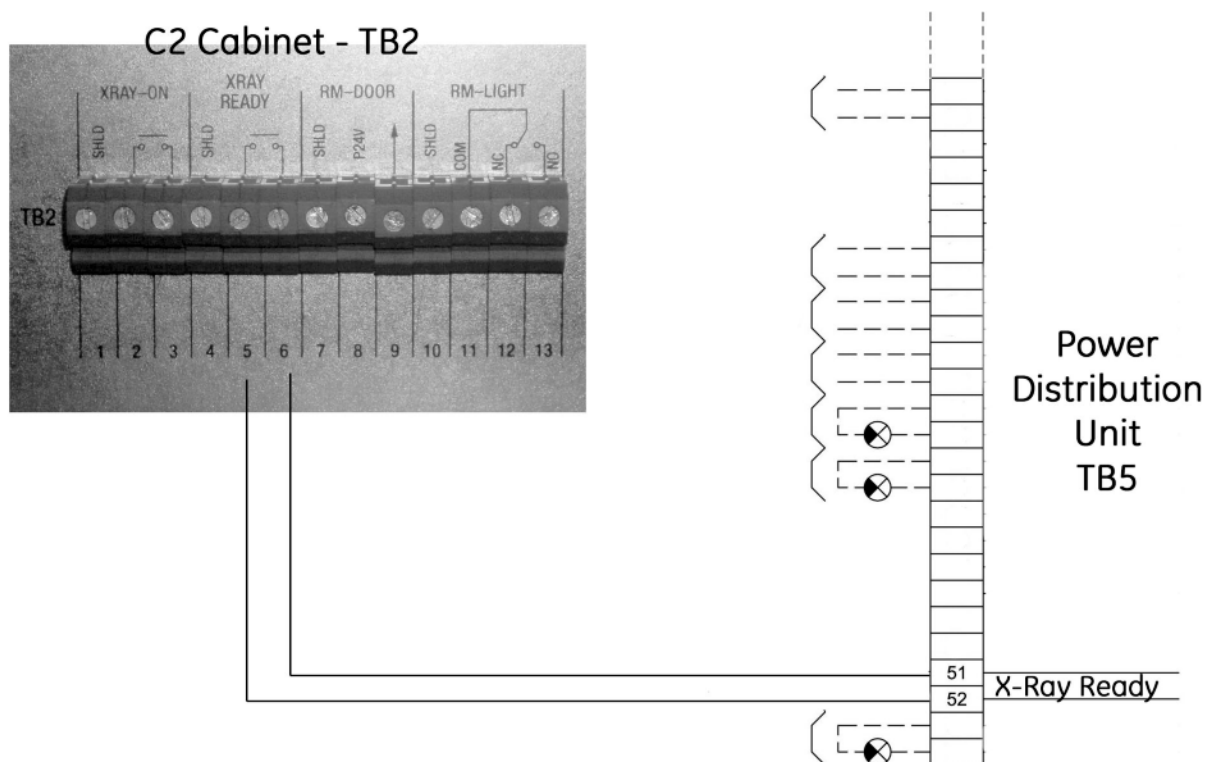 C2 Cabinet - TB2
XRAY-ON
XRAY
READY
RM-DOOR
RM-LIGHT
SHLD
SHLD
SHLD
P24V
SHLD
COM
NC
NO
TB2
1 2 3 4 5 6 7 8 9 10 11 12 13
Power
Distribution
Unit
TB5
51
X-Ray Ready
52